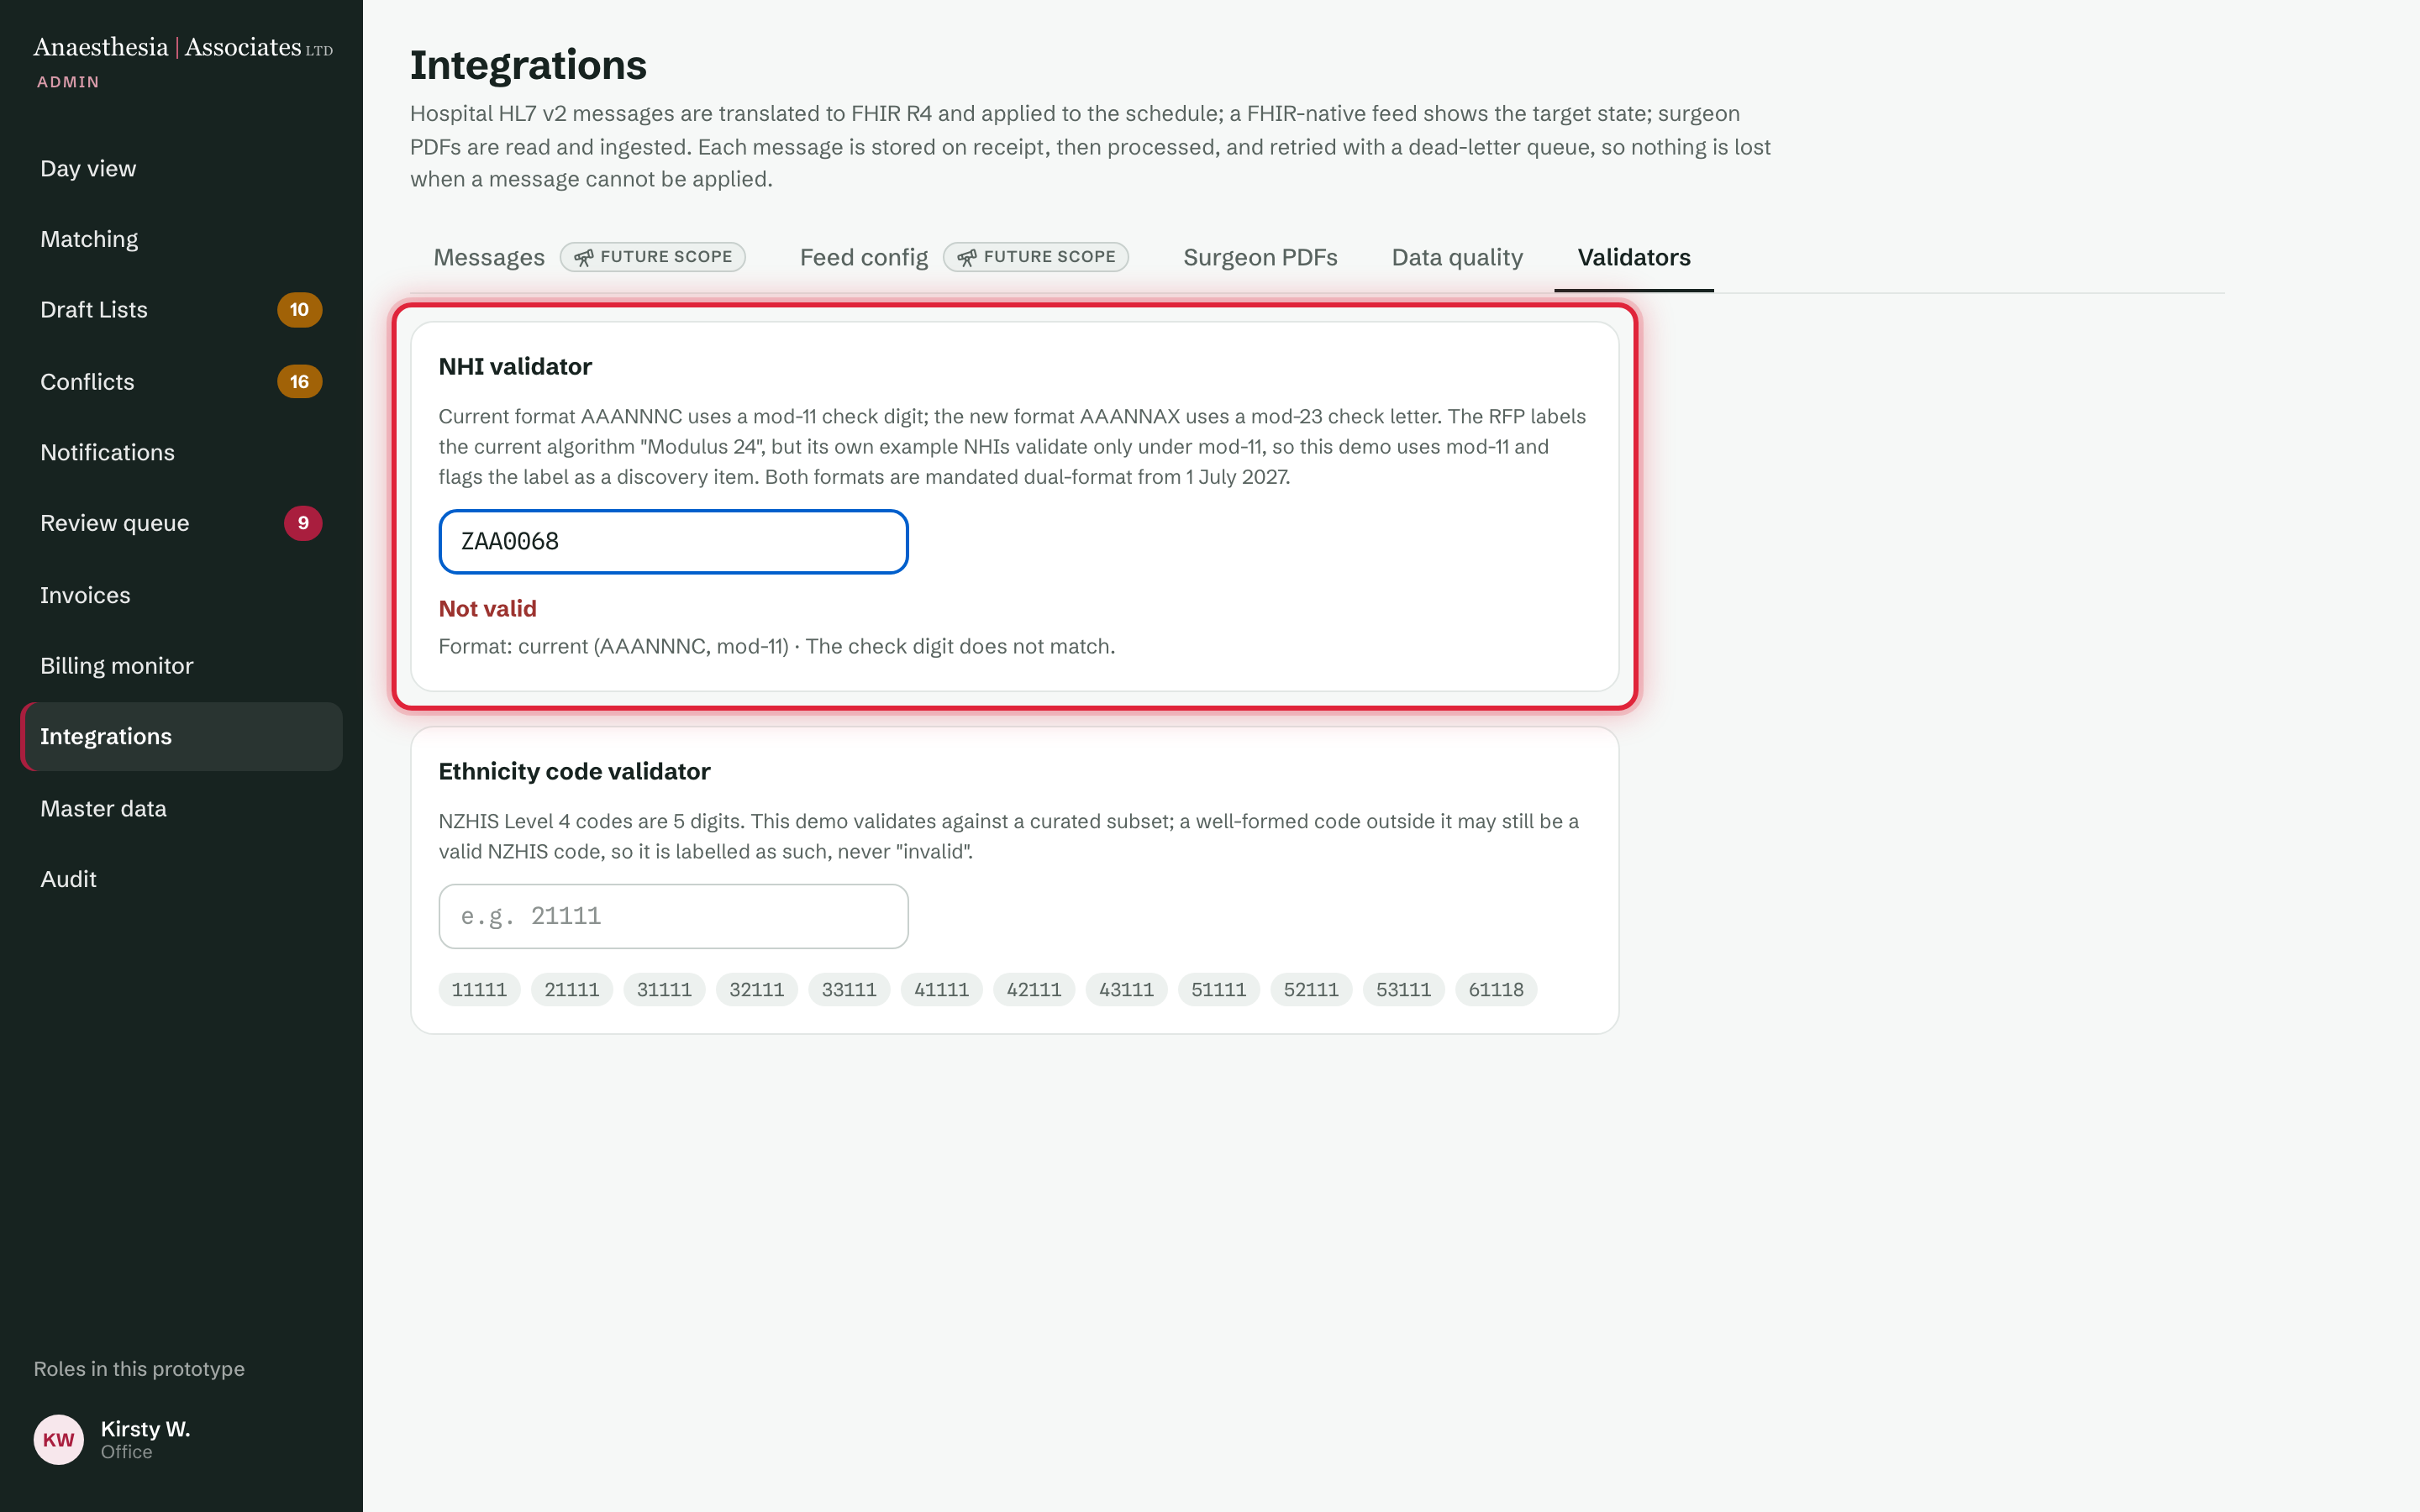 Anaesthesia | Associates LTD
ADMIN
Day view
Matching
Draft Lists 10
Conflicts 16
Notifications
Review queue 9
Invoices
Billing monitor
Integrations
Master data
Audit
Roles in this prototype
KW
Kirsty W.
Office
Integrations
Hospital HL7 v2 messages are translated to FHIR R4 and applied to the schedule; a FHIR-native feed shows the target state; surgeon
PDFs are read and ingested. Each message is stored on receipt, then processed, and retried with a dead-letter queue, so nothing is lost
when a message cannot be applied.
Messages FUTURE SCOPE Feed config FUTURE SCOPE Surgeon PDFs Data quality Validators
NHI validator
Current format AAANNNC uses a mod-11 check digit; the new format AAANNAX uses a mod-23 check letter. The RFP labels
the current algorithm "Modulus 24", but its own example NHIs validate only under mod-11, so this demo uses mod-11 and
flags the label as a discovery item. Both formats are mandated dual-format from 1 July 2027.
ZAA0068
Not valid
Format: current (AAANNNC, mod-11) · The check digit does not match.
Ethnicity code validator
NZHIS Level 4 codes are 5 digits. This demo validates against a curated subset; a well-formed code outside it may still be a
valid NZHIS code, so it is labelled as such, never "invalid".
e.g. 21111
11111 21111 31111 32111 33111 41111 42111 43111 51111 52111 53111 61118